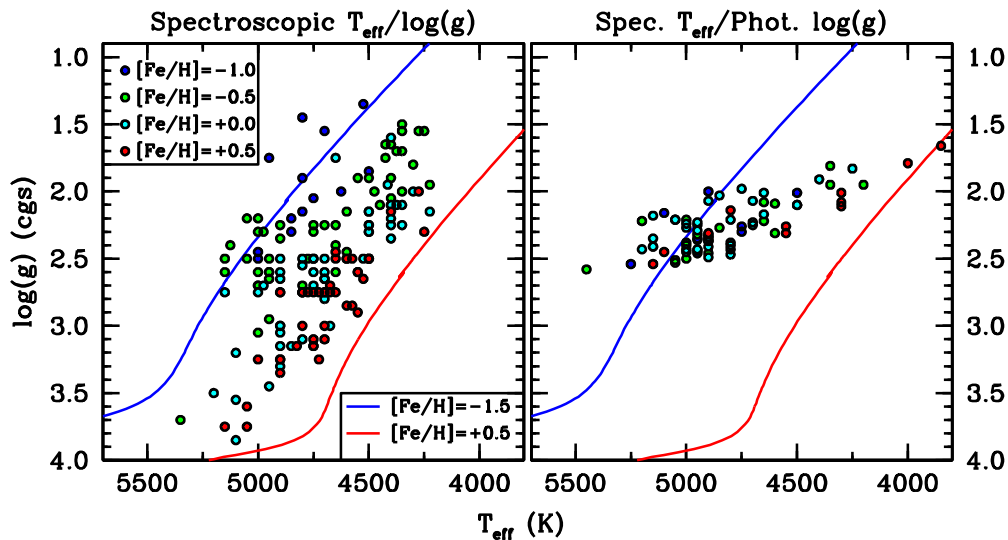 Spectroscopic T_eff/log(g)
Spec. T_eff/Phot. log(g)
[Fe/H]=−1.0
[Fe/H]=−0.5
[Fe/H]=+0.0
[Fe/H]=+0.5
1.0
1.5
2.0
2.5
3.0
3.5
4.0
log(g) (cgs)
[Fe/H]=−1.5
[Fe/H]=+0.5
1.0
1.5
2.0
2.5
3.0
3.5
4.0
5500 5000 4500 4000
5500 5000 4500 4000
T_eff (K)